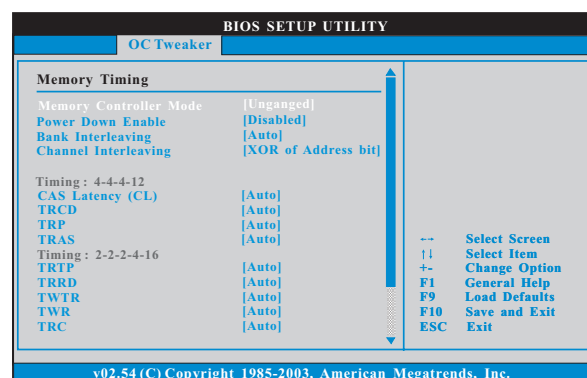 BIOS SETUP UTILITY
OC Tweaker
Memory Timing
Memory Controller Mode [Unganged]
Power Down Enable [Disabled]
Bank Interleaving [Auto]
Channel Interleaving [XOR of Address bit]
Timing : 4-4-4-12
CAS Latency (CL) [Auto]
TRCD [Auto]
TRP [Auto]
TRAS [Auto]
Timing : 2-2-2-4-16
TRTP [Auto]
TRRD [Auto]
TWTR [Auto]
TWR [Auto]
TRC [Auto]
←→ Select Screen
↑↓ Select Item
+- Change Option
F1 General Help
F9 Load Defaults
F10 Save and Exit
ESC Exit
v02.54 (C) Copyright 1985-2003, American Megatrends, Inc.